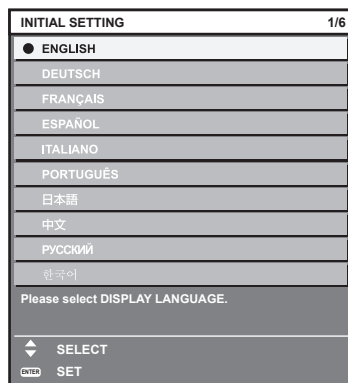 INITIAL SETTING 1/6
ENGLISH
DEUTSCH
FRANÇAIS
ESPAÑOL
ITALIANO
PORTUGUÊS
日本語
中文
РУССКИЙ
한국어
Please select DISPLAY LANGUAGE.
SELECT
ENTER SET